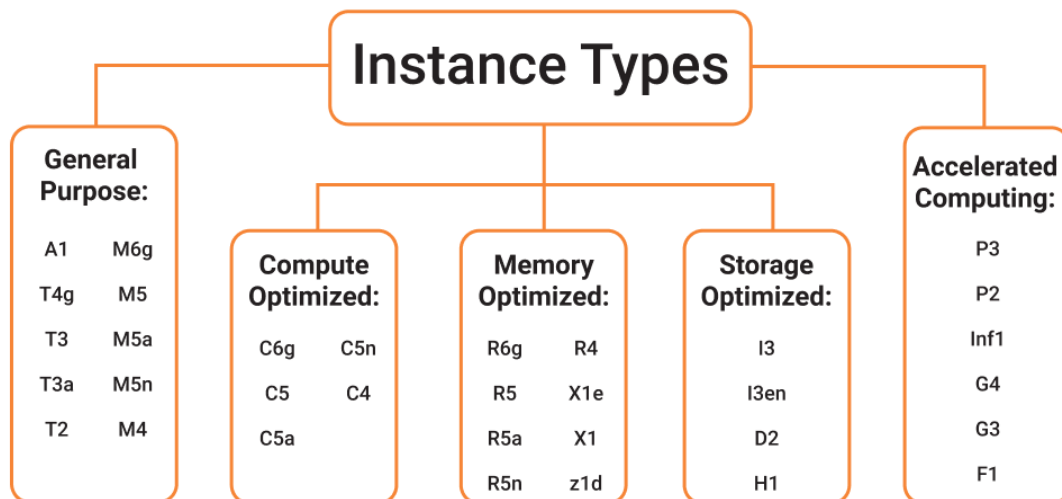 Instance Types
General
Purpose:
A1 M6g
T4g M5
T3 M5a
T3a M5n
T2 M4
Compute
Optimized:
C6g C5n
C5 C4
C5a
Memory
Optimized:
R6g R4
R5 X1e
R5a X1
R5n z1d
Storage
Optimized:
I3
I3en
D2
H1
Accelerated
Computing:
P3
P2
Inf1
G4
G3
F1